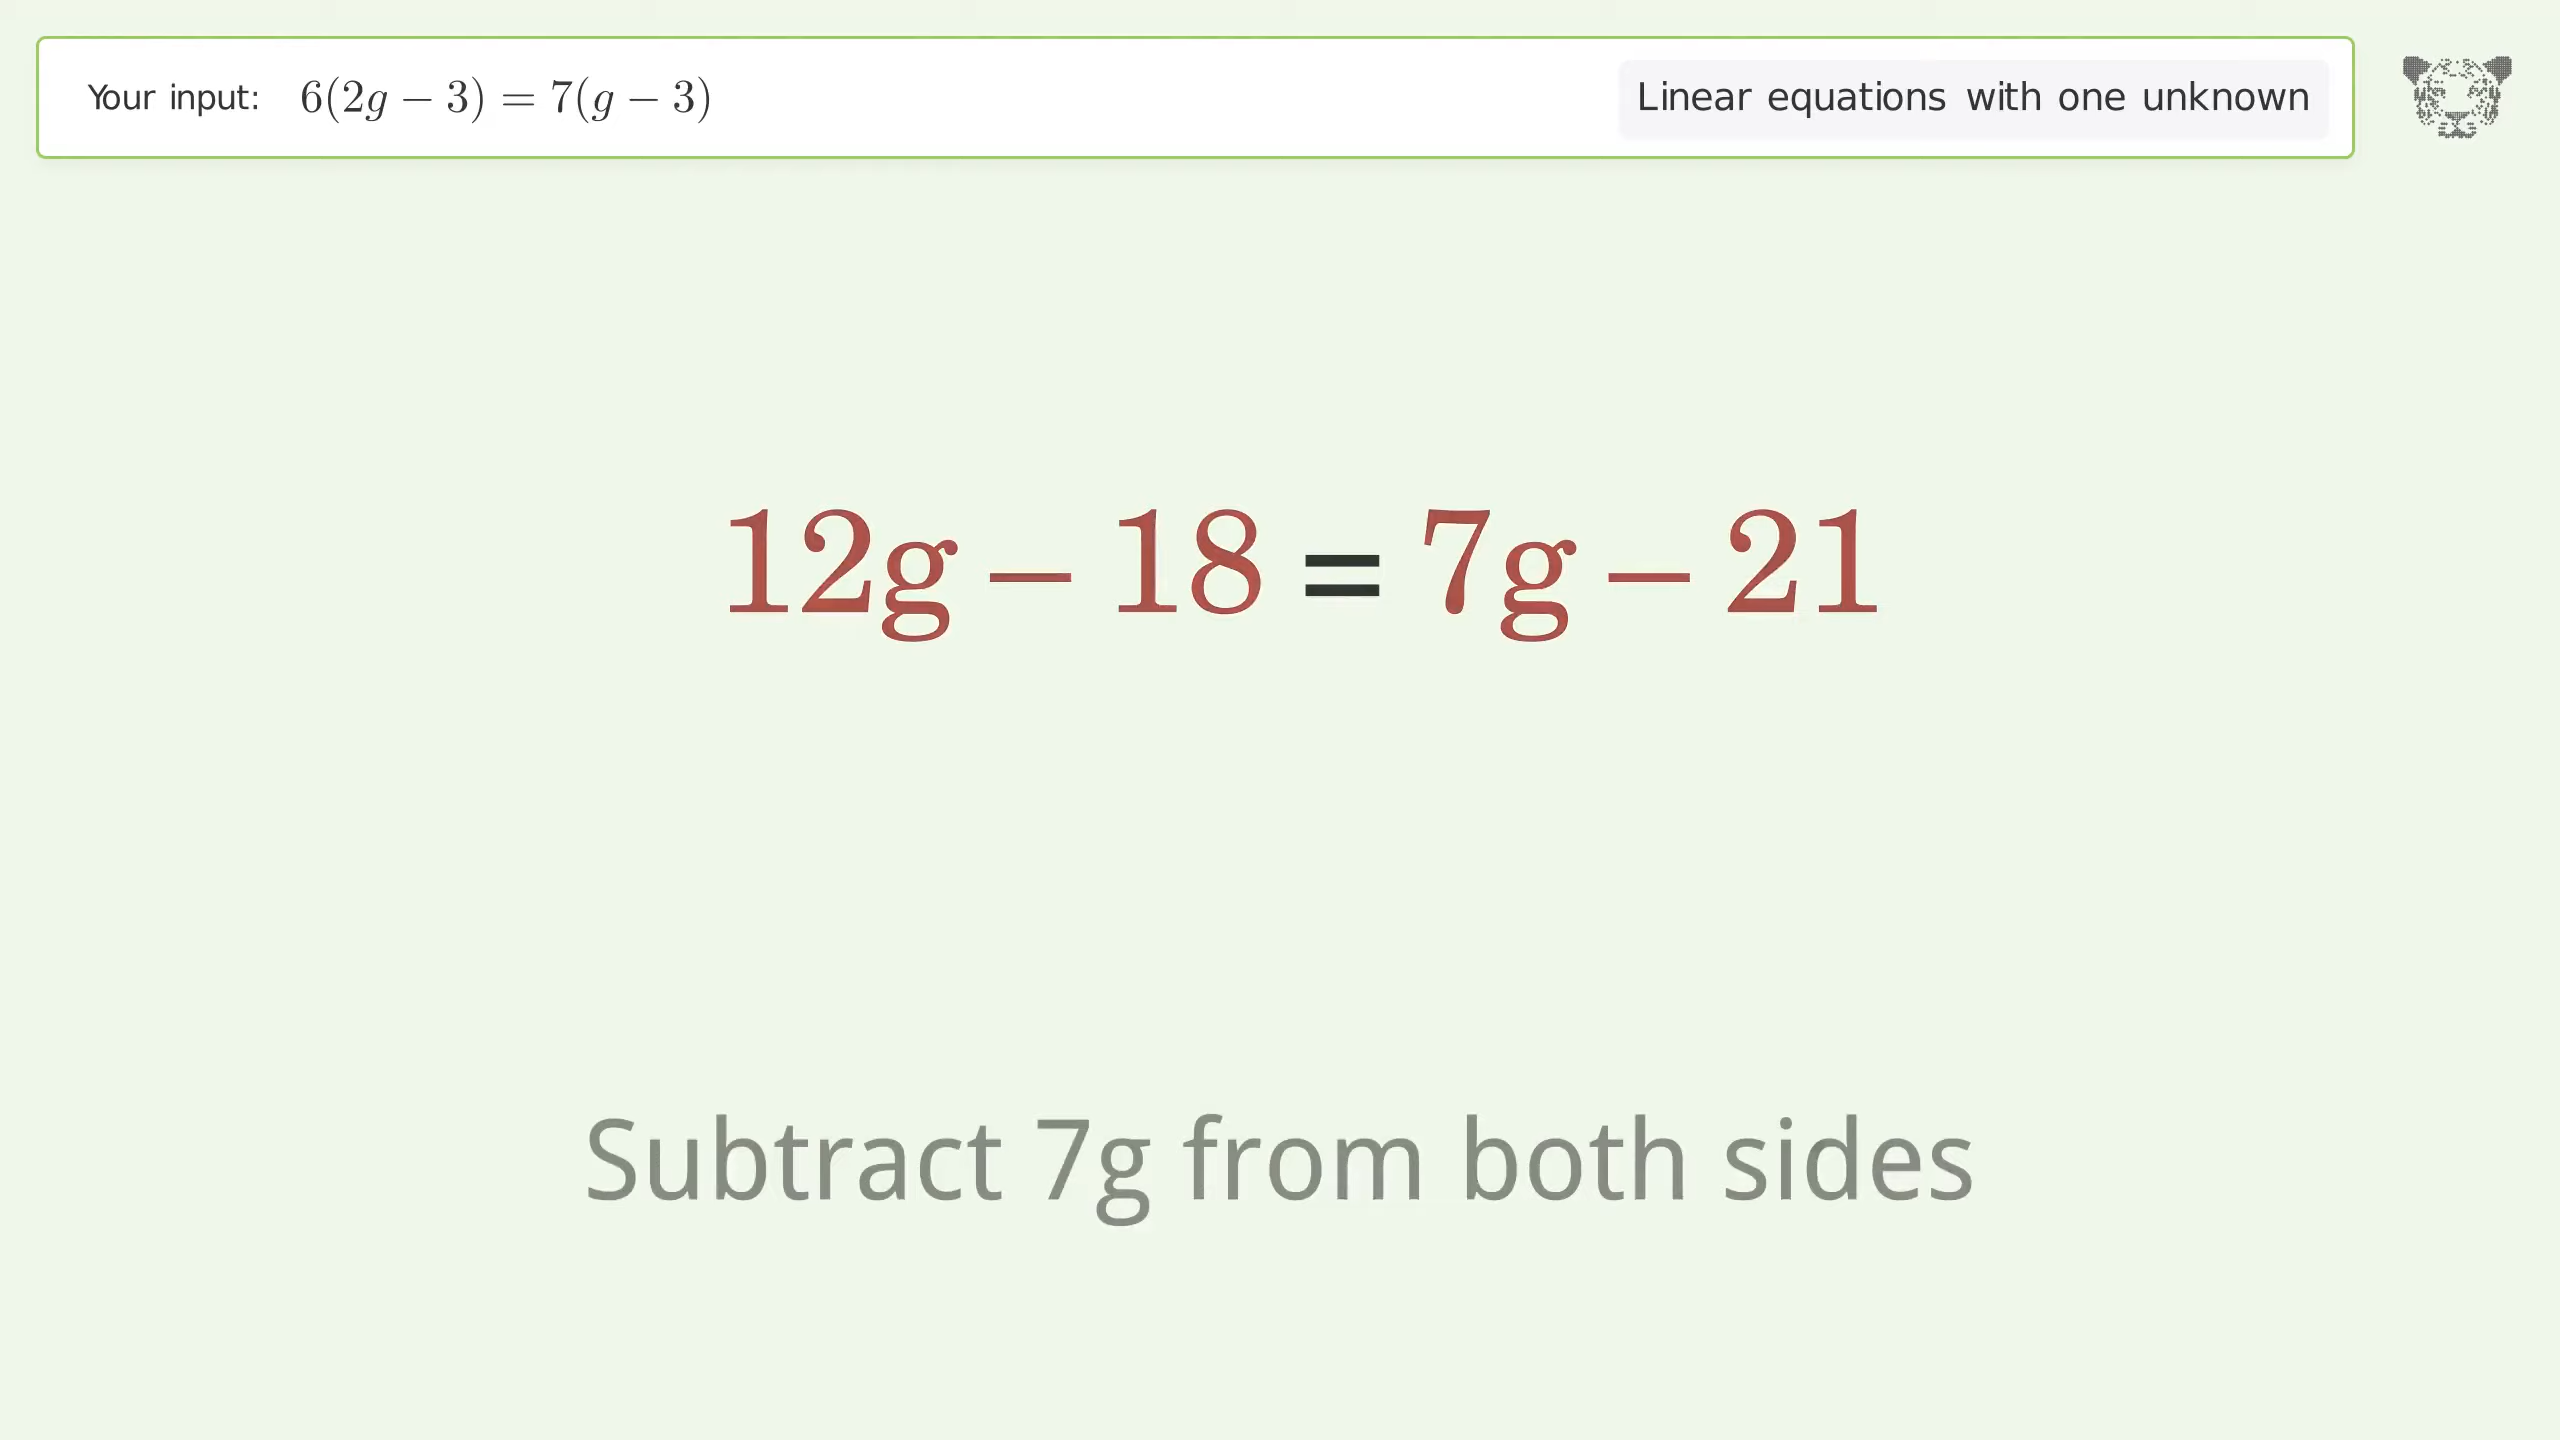 Your input: 6(2g − 3) = 7(g − 3)
Linear equations with one unknown
12g − 18 = 7g − 21
Subtract 7g from both sides